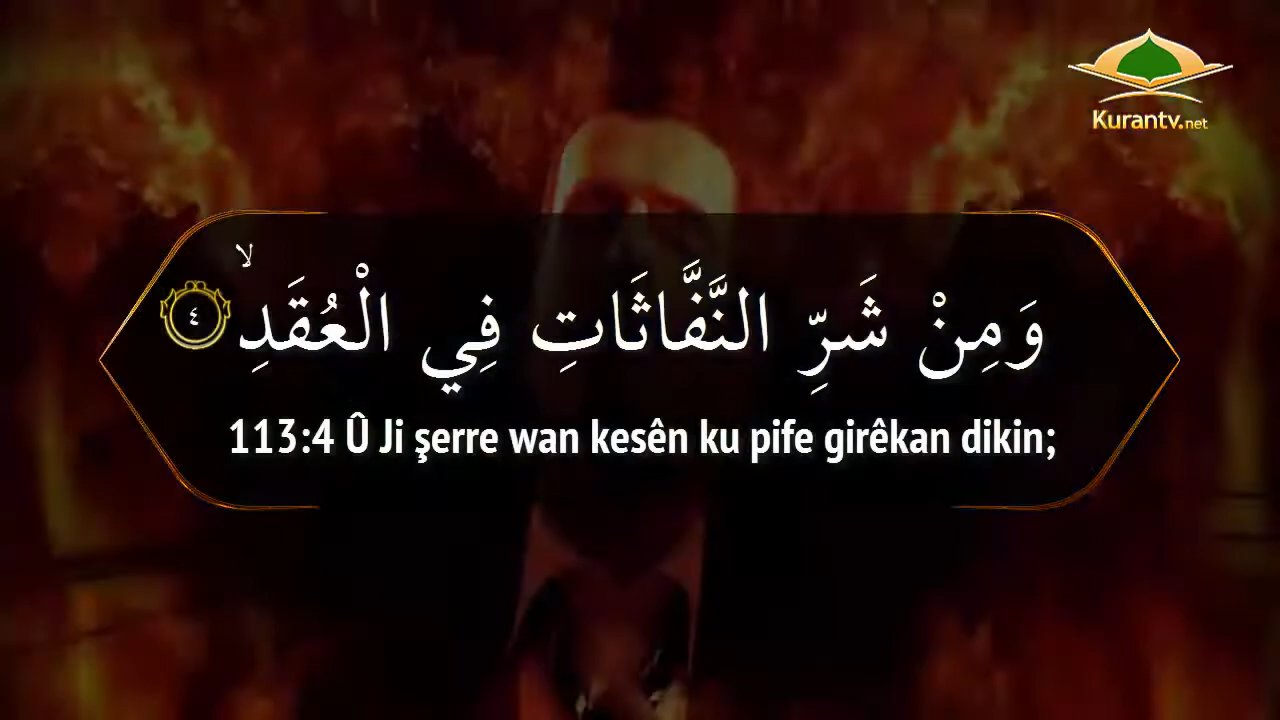 Kurantv.net
وَمِنْ شَرِّ النَّفَّاثَاتِ فِي الْعُقَدِۙ ٤
113:4 Û Ji şerre wan kesên ku pife girêkan dikin;